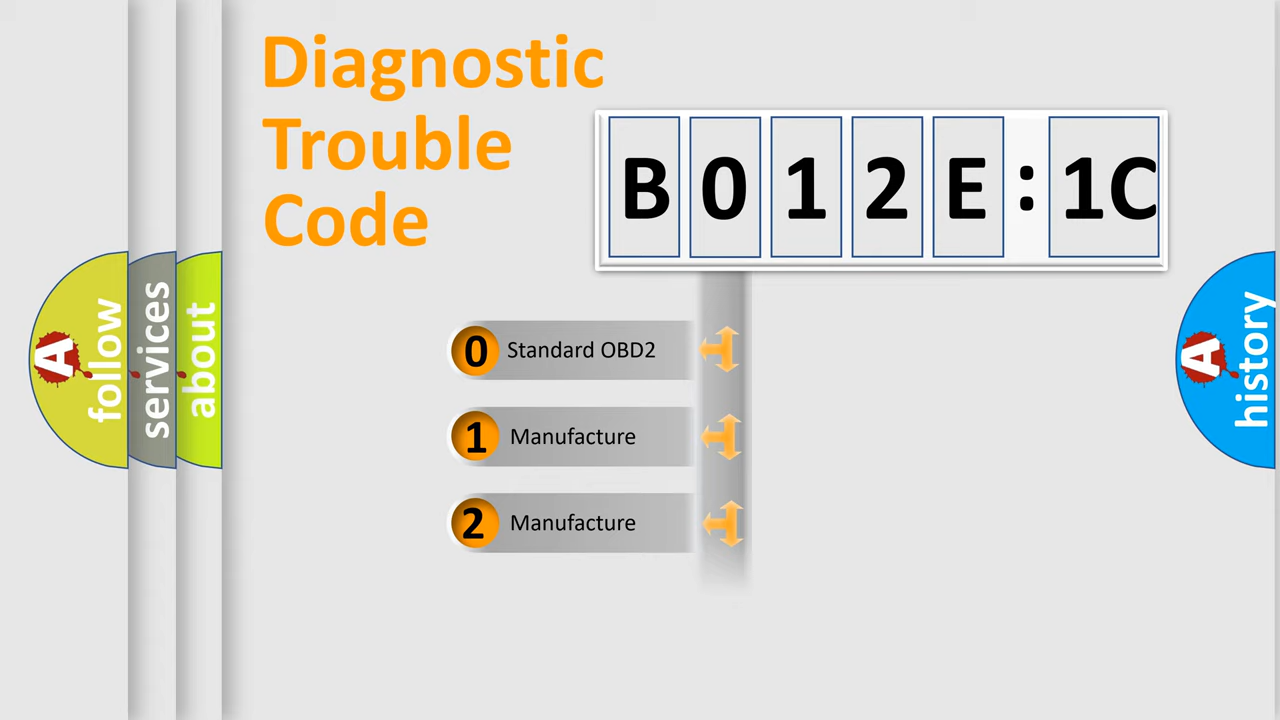 Diagnostic
Trouble
Code
B012E:1C
0 Standard OBD2
1 Manufacture
2 Manufacture
A follow
services
about
A history